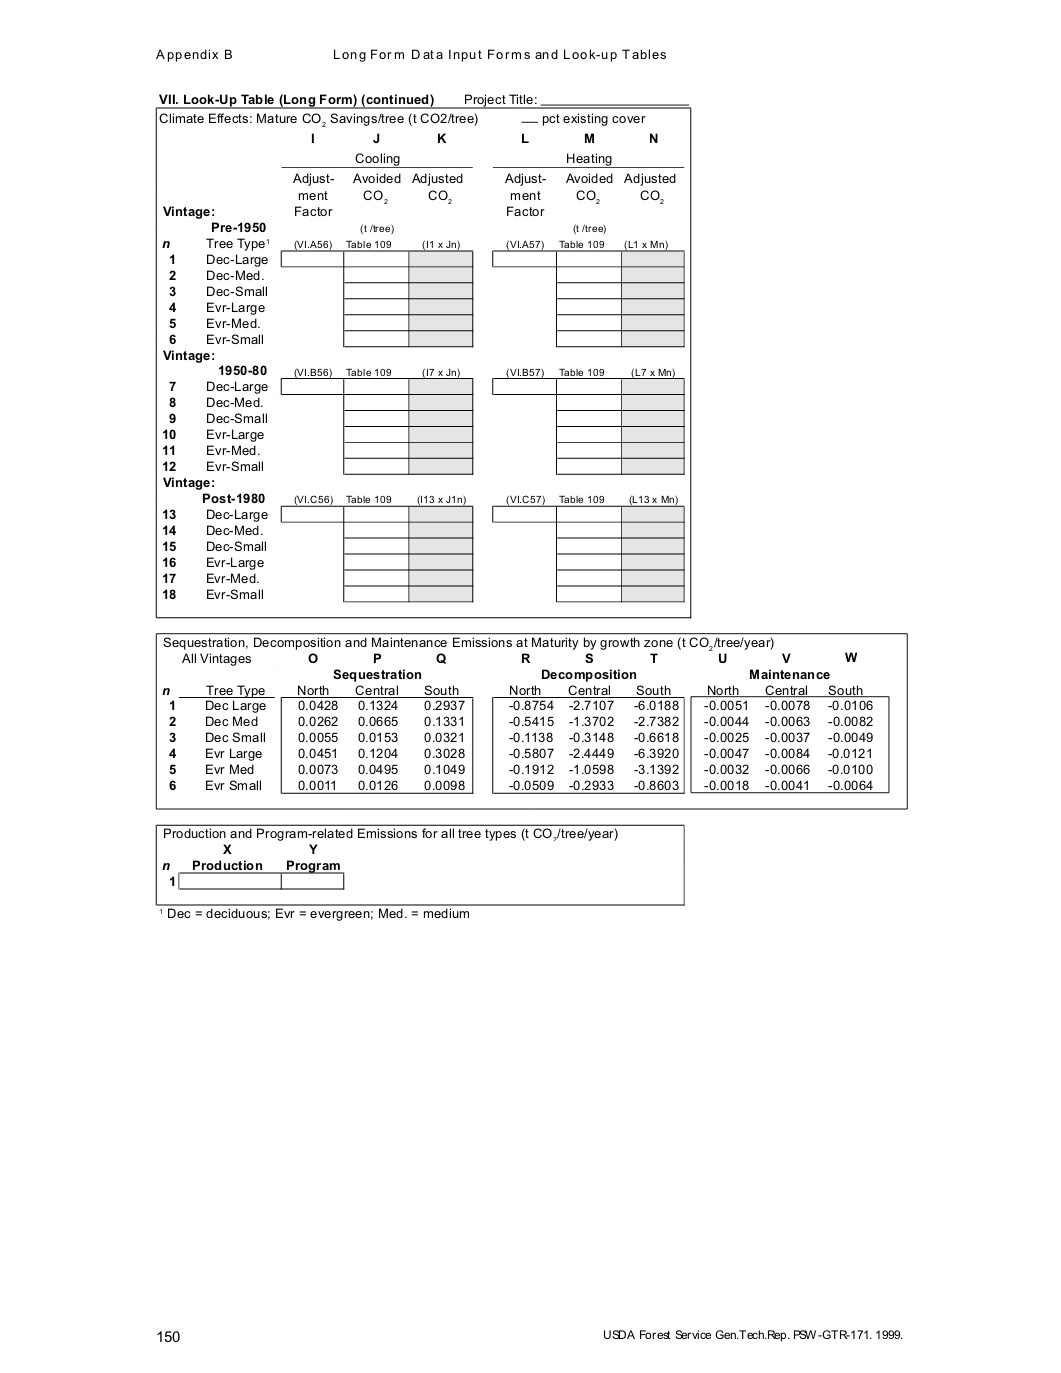 Appendix B Long Form Data Input Forms and Look-up Tables
VII. Look-Up Table (Long Form) (continued) Project Title: ____________________
Climate Effects: Mature CO2 Savings/tree (t CO2/tree) __ pct existing cover
I J K L M N
Cooling Heating
Adjust- Avoided Adjusted Adjust- Avoided Adjusted
ment CO2 CO2 ment CO2 CO2
Vintage: Factor Factor
Pre-1950 (t /tree) (t /tree)
n Tree Type1 (VI.A56) Table 109 (I1 x Jn) (VI.A57) Table 109 (L1 x Mn)
1 Dec-Large
2 Dec-Med.
3 Dec-Small
4 Evr-Large
5 Evr-Med.
6 Evr-Small
Vintage:
1950-80 (VI.B56) Table 109 (I7 x Jn) (VI.B57) Table 109 (L7 x Mn)
7 Dec-Large
8 Dec-Med.
9 Dec-Small
10 Evr-Large
11 Evr-Med.
12 Evr-Small
Vintage:
Post-1980 (VI.C56) Table 109 (I13 x J1n) (VI.C57) Table 109 (L13 x Mn)
13 Dec-Large
14 Dec-Med.
15 Dec-Small
16 Evr-Large
17 Evr-Med.
18 Evr-Small
Sequestration, Decomposition and Maintenance Emissions at Maturity by growth zone (t CO2/tree/year)
All Vintages O P Q R S T U V W
Sequestration Decomposition Maintenance
n Tree Type North Central South North Central South North Central South
1 Dec Large 0.0428 0.1324 0.2937 -0.8754 -2.7107 -6.0188 -0.0051 -0.0078 -0.0106
2 Dec Med 0.0262 0.0665 0.1331 -0.5415 -1.3702 -2.7382 -0.0044 -0.0063 -0.0082
3 Dec Small 0.0055 0.0153 0.0321 -0.1138 -0.3148 -0.6618 -0.0025 -0.0037 -0.0049
4 Evr Large 0.0451 0.1204 0.3028 -0.5807 -2.4449 -6.3920 -0.0047 -0.0084 -0.0121
5 Evr Med 0.0073 0.0495 0.1049 -0.1912 -1.0598 -3.1392 -0.0032 -0.0066 -0.0100
6 Evr Small 0.0011 0.0126 0.0098 -0.0509 -0.2933 -0.8603 -0.0018 -0.0041 -0.0064
Production and Program-related Emissions for all tree types (t CO2/tree/year)
X Y
n Production Program
1
1 Dec = deciduous; Evr = evergreen; Med. = medium
150 USDA Forest Service Gen.Tech.Rep. PSW-GTR-171. 1999.